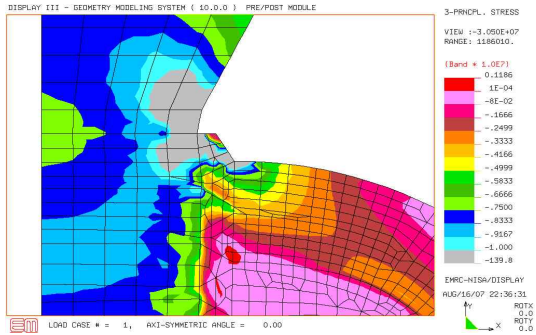 DISPLAY III - GEOMETRY MODELING SYSTEM ( 10.0.0 ) PRE/POST MODULE
3-PRNCPL. STRESS
VIEW :-3.050E+07
RANGE: 1186010.
(Band * 1.0E7)
0.1186
1E-04
-8E-02
-.1666
-.2499
-.3333
-.4166
-.4999
-.5833
-.6666
-.7500
-.8333
-.9167
-1.000
-139.8
EMRC-NISA/DISPLAY
AUG/16/07 22:36:31
Y
X
ROTX
0.0
ROTY
0.0
LOAD CASE # = 1, AXI-SYMMETRIC ANGLE = 0.00